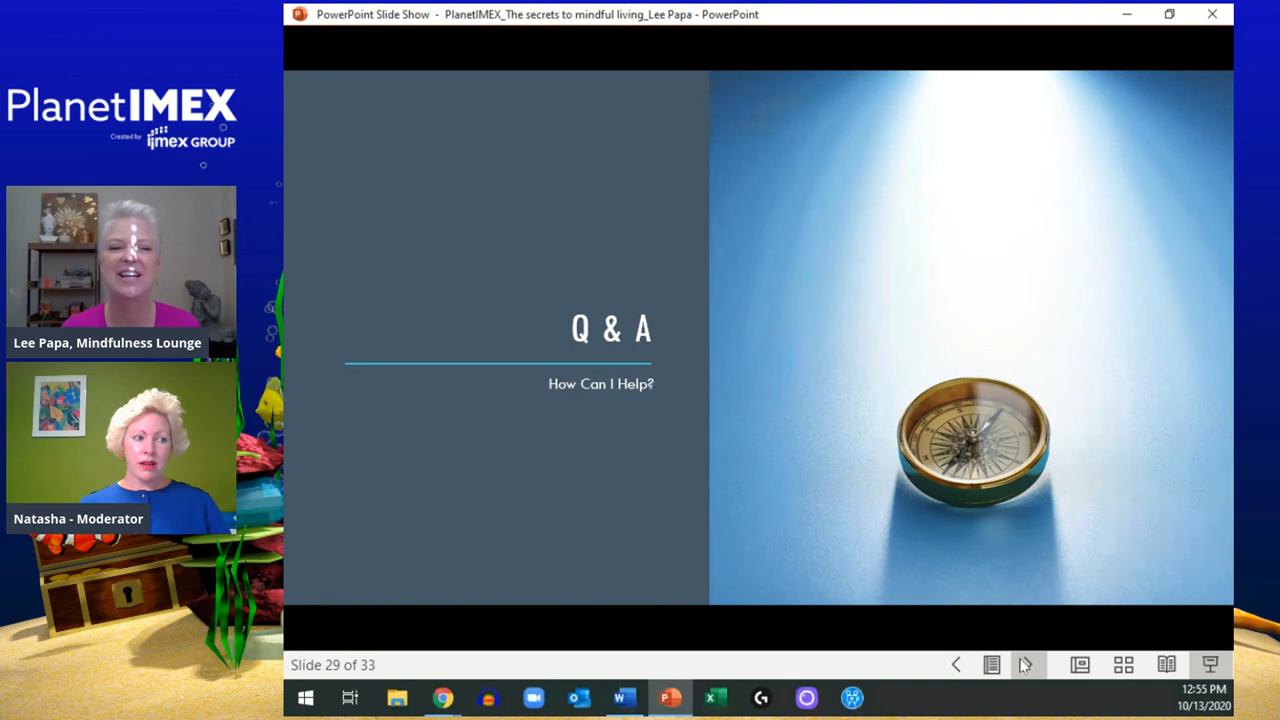 PowerPoint Slide Show - PlanetIMEX_The secrets to mindful living_Lee Papa - PowerPoint
PlanetIMEX
Created by imex GROUP
Lee Papa, Mindfulness Lounge
Natasha - Moderator
Q & A
How Can I Help?
Slide 29 of 33
12:55 PM
10/13/2020